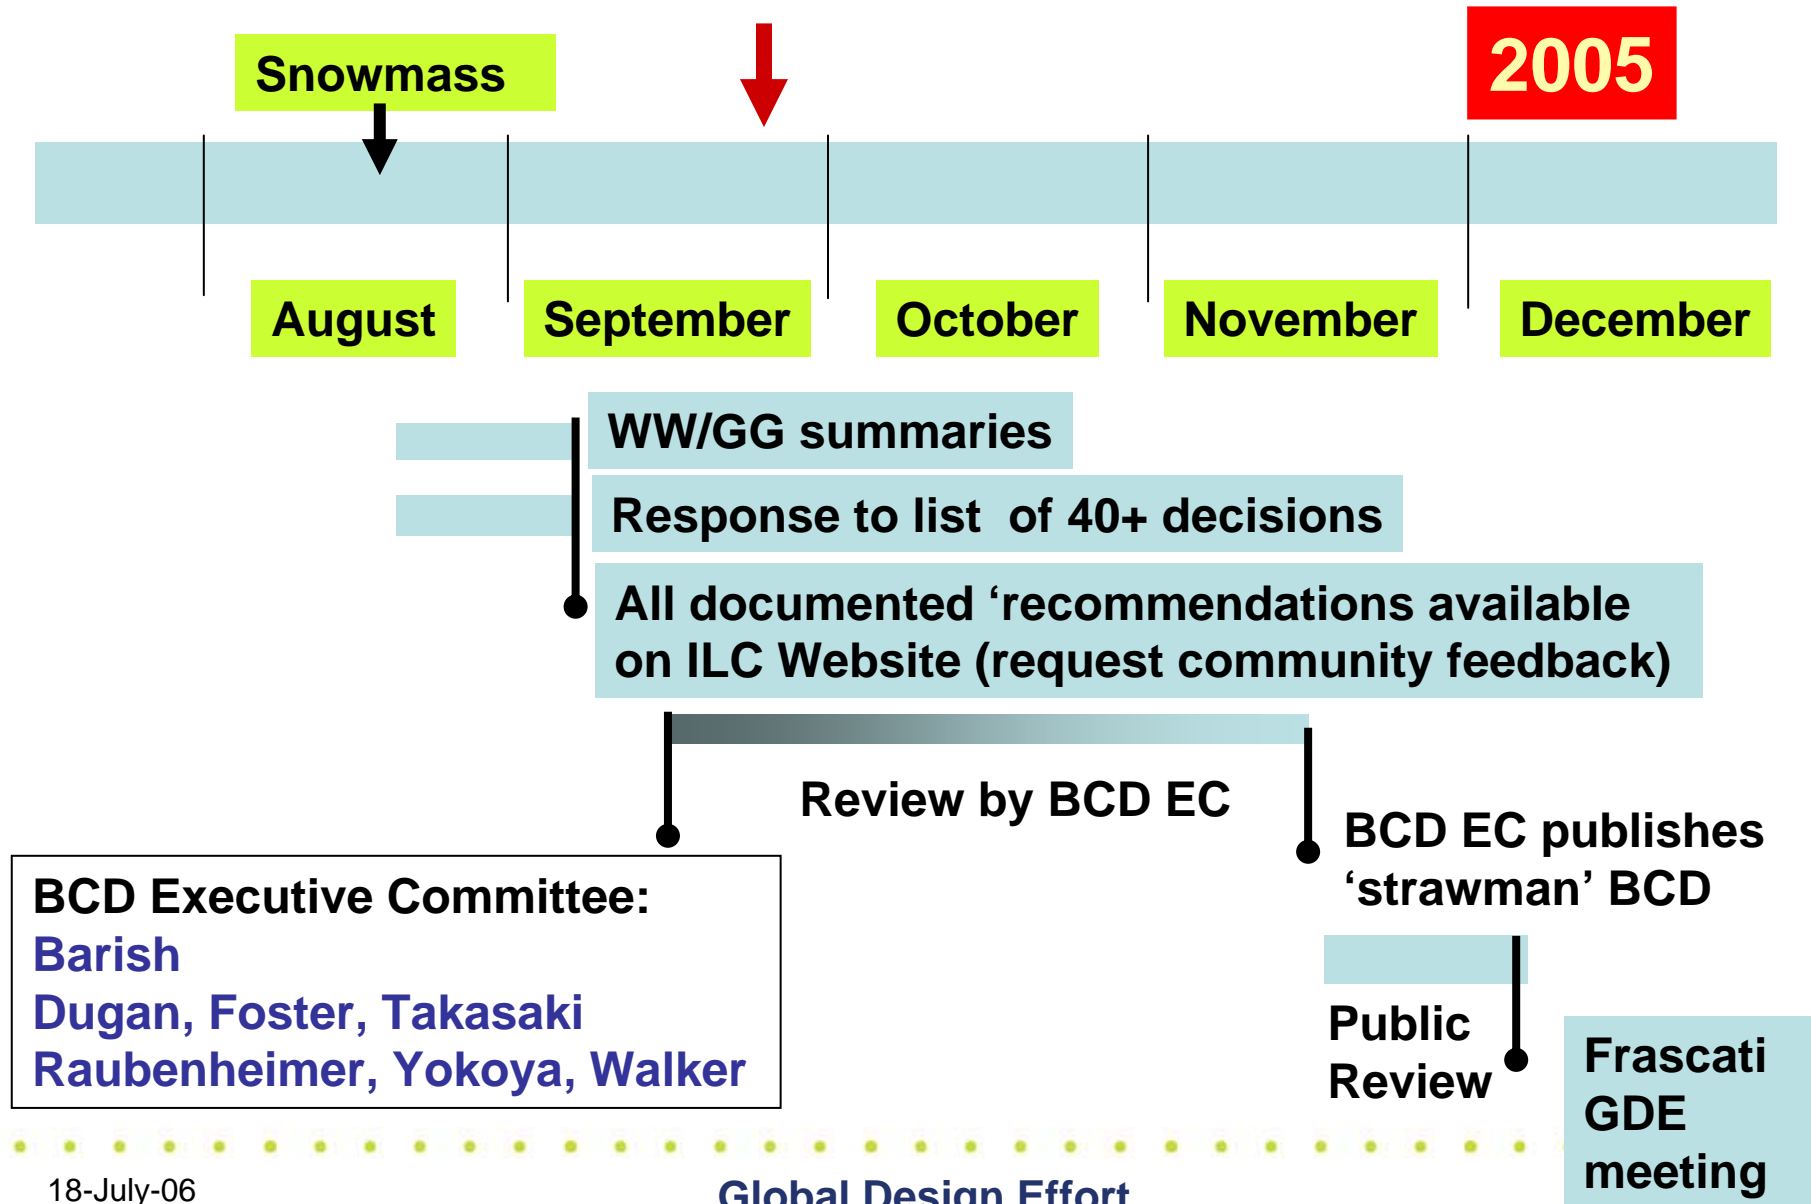 Snowmass
2005
August
September
October
November
December
WW/GG summaries
Response to list  of 40+ decisions
All documented ‘recommendations available
on ILC Website (request community feedback)
Review by BCD EC
BCD EC publishes
‘strawman’ BCD
BCD Executive Committee:
Barish
Dugan, Foster, Takasaki
Raubenheimer, Yokoya, Walker
Public
Review
Frascati
GDE
meeting
18-July-06
Global Design Effort